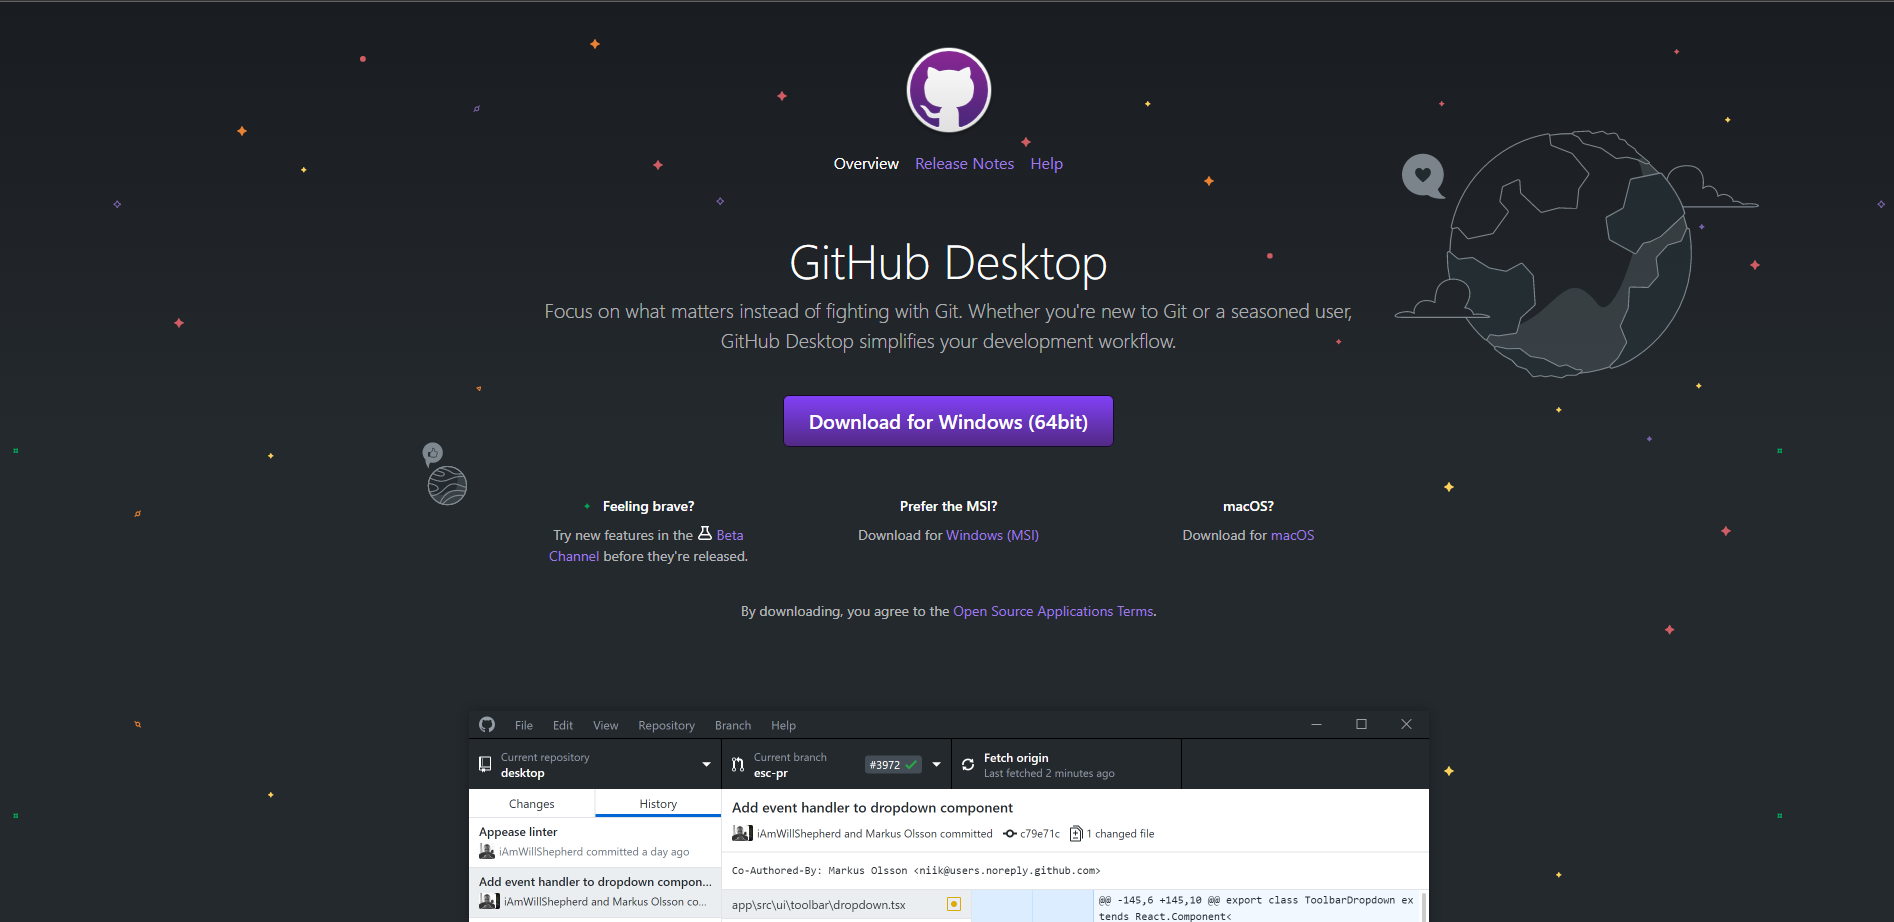 Overview Release Notes Help
GitHub Desktop
Focus on what matters instead of fighting with Git. Whether you're new to Git or a seasoned user,
GitHub Desktop simplifies your development workflow.
Download for Windows (64bit)
Feeling brave?
Try new features in the Beta
Channel before they're released.
Prefer the MSI?
Download for Windows (MSI)
macOS?
Download for macOS
By downloading, you agree to the Open Source Applications Terms.
File Edit View Repository Branch Help
Current repository
desktop
Current branch
esc-pr
#3972
Fetch origin
Last fetched 2 minutes ago
Changes History
Appease linter
iAmWillShepherd committed a day ago
Add event handler to dropdown compon...
iAmWillShepherd and Markus Olsson co...
Add event handler to dropdown component
iAmWillShepherd and Markus Olsson committed c79e71c 1 changed file
Co-Authored-By: Markus Olsson <niik@users.noreply.github.com>
app\src\ui\toolbar\dropdown.tsx
@@ -145,6 +145,10 @@ export class ToolbarDropdown ex
tends React.Component<